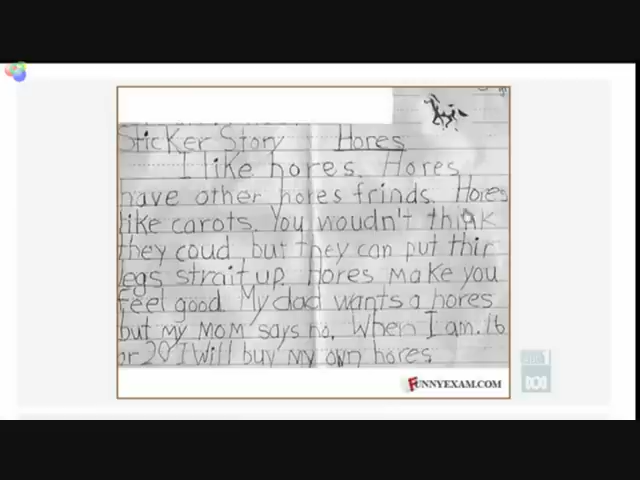 Sticker Story Hores
I like hores. Hores
have other hores frinds. Hores
like carots. You woudn't think
they coud but they can put thir
legs strait up. Hores make you
feel good. My dad wants a hores
but my mom says no. When I am. 16
or 20 I will buy my own hores.
FUNNYEXAM.COM